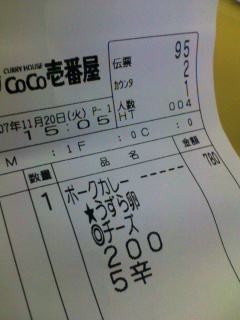 CURRY HOUSE
CoCo壱番屋
伝票 95
2
カウンタ 1
人数
HT 004
07年11月20日(火) P-1
15:05
M :1F :0C :0
数量 品名 金額
1 ポークカレー ----- 760
★うずら卵
◎チーズ
200
5辛